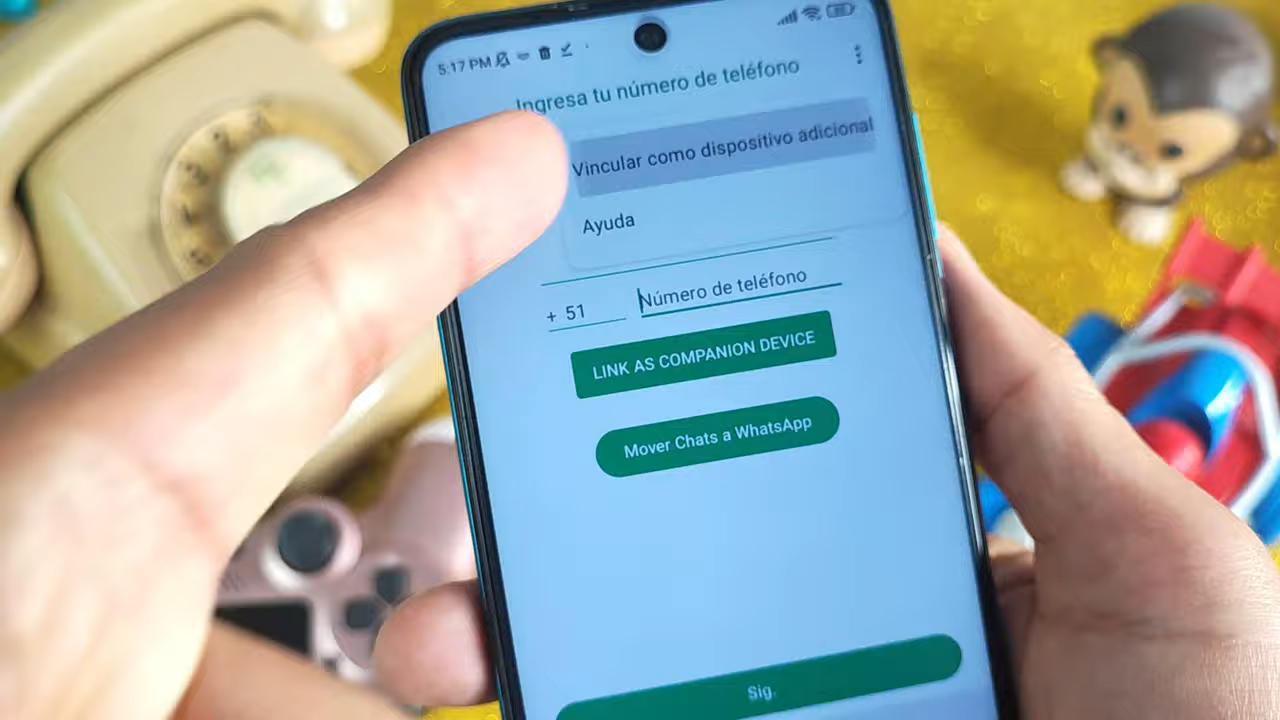 5:17 PM
Ingresa tu número de teléfono
Vincular como dispositivo adicional
Ayuda
+ 51 Número de teléfono
LINK AS COMPANION DEVICE
Mover Chats a WhatsApp
Sig.